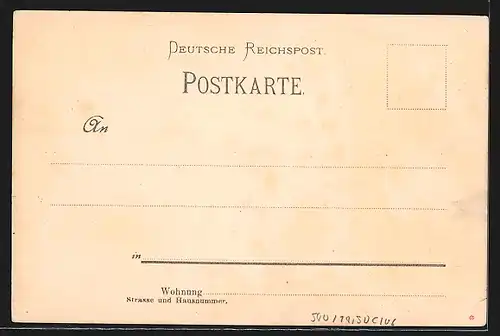 DEUTSCHE REICHSPOST.
POSTKARTE.
An
in
Wohnung
Strasse und Hausnummer.